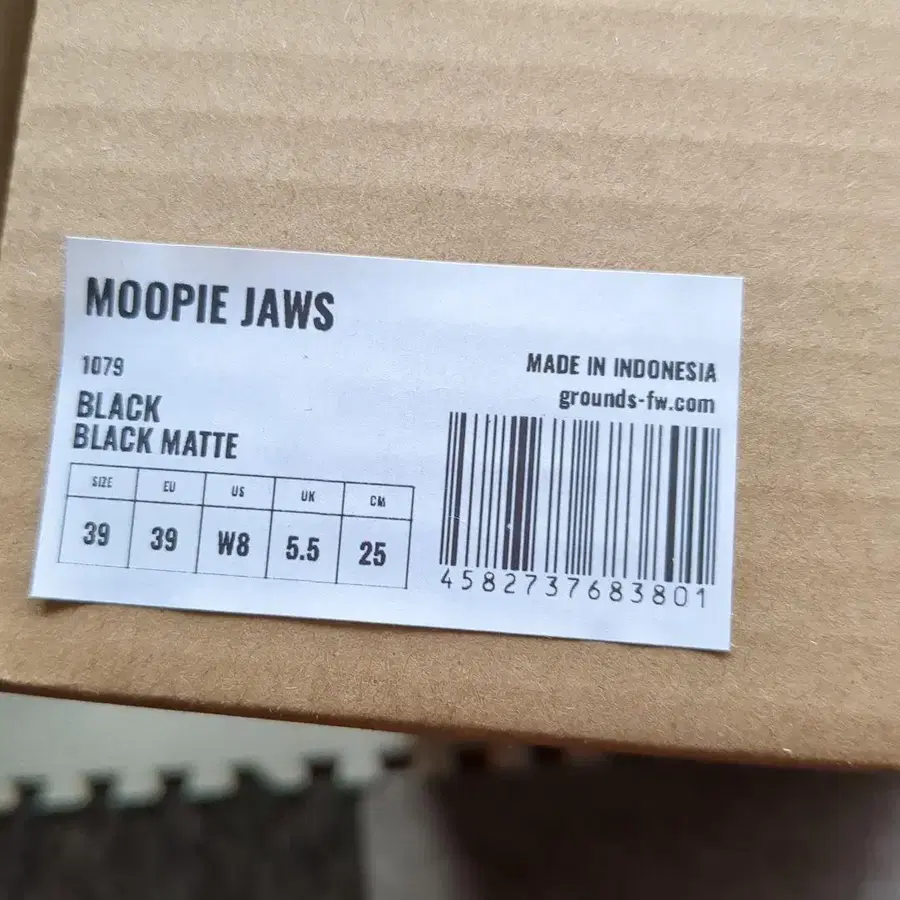 MOOPIE JAWS
1079
BLACK
BLACK MATTE
MADE IN INDONESIA
grounds-fw.com
SIZE EU US UK CM
39 39 W8 5.5 25
4582737683801